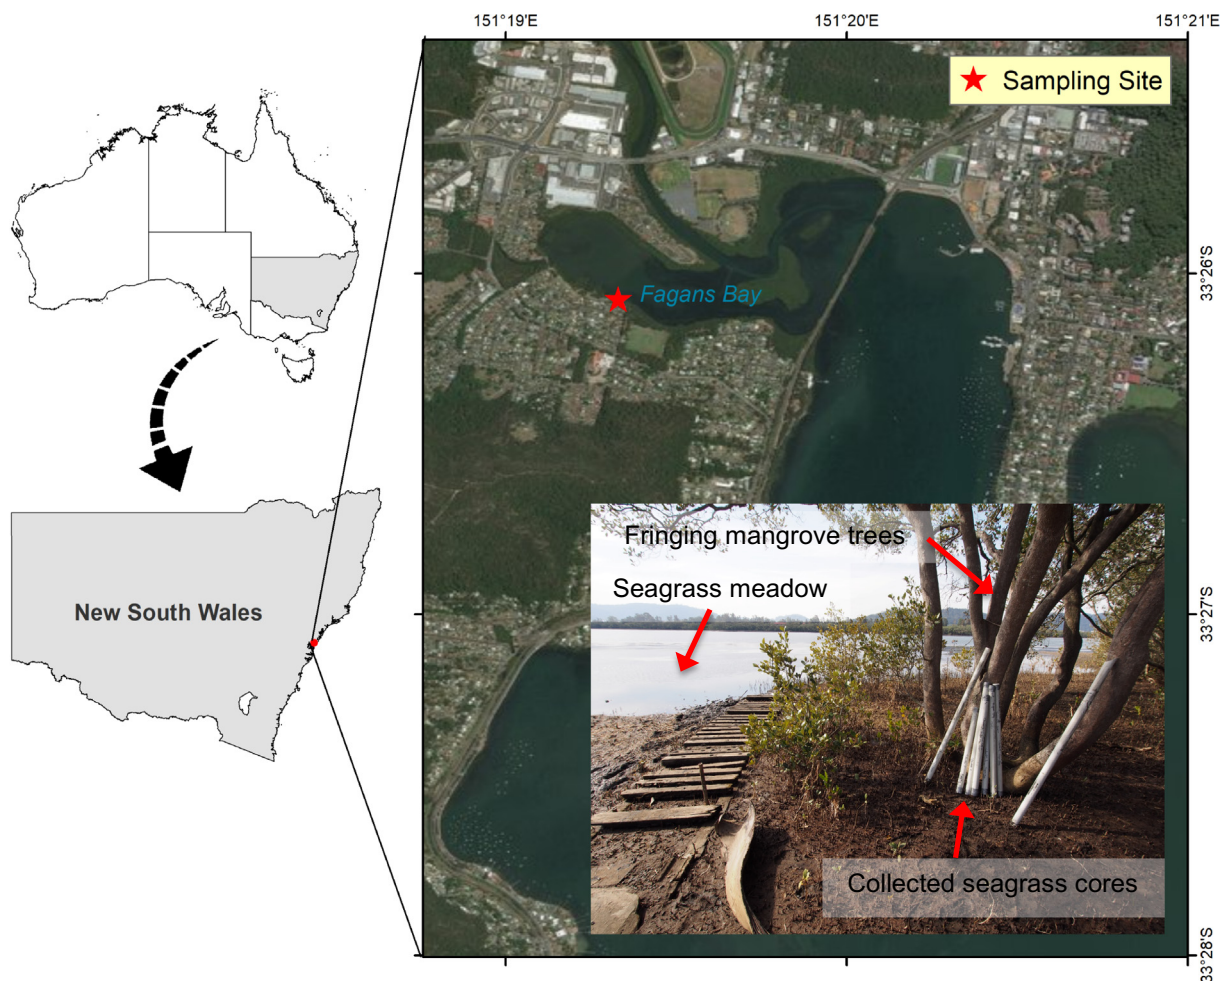 151°19'E
151°20'E
151°21'E
Sampling Site
33°26'S
Fagans Bay
Fringing mangrove trees
Seagrass meadow
New South Wales
33°27'S
Collected seagrass cores
33°28'S